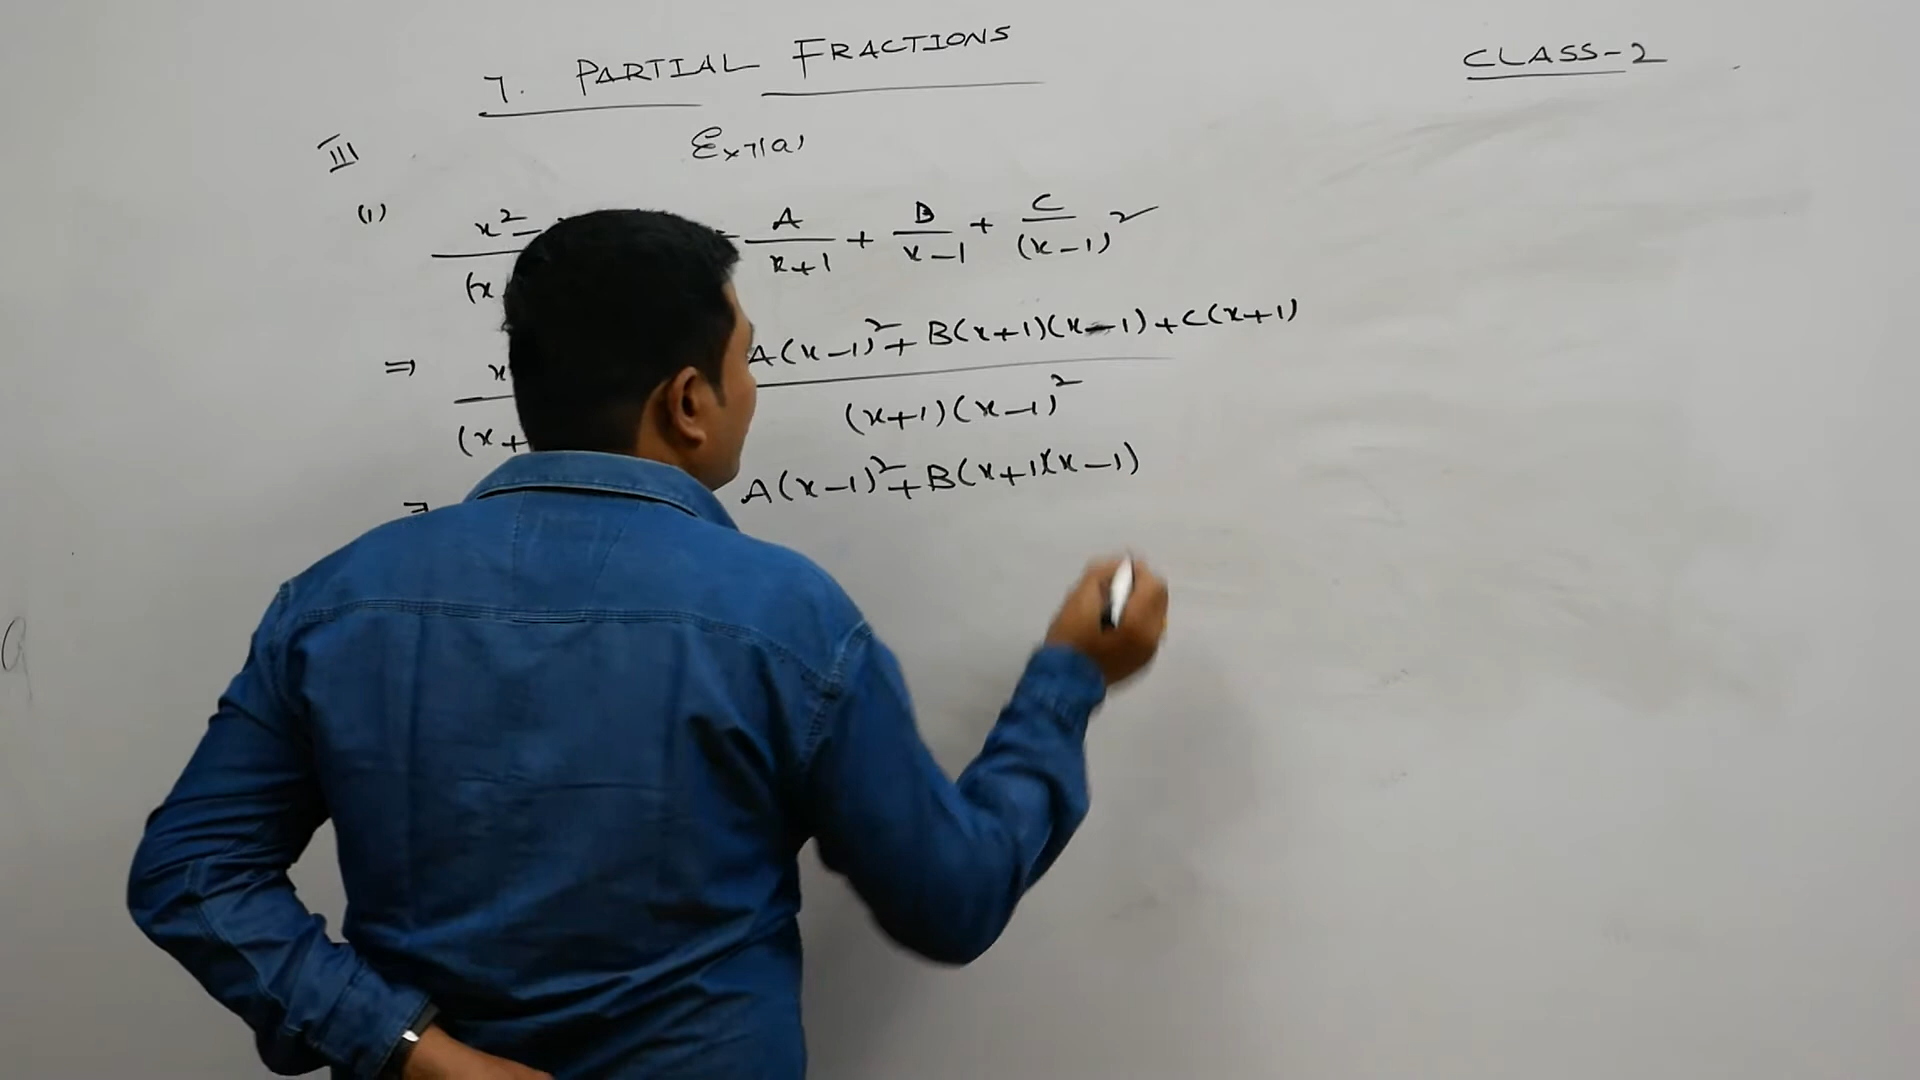 7. PARTIAL FRACTIONS
CLASS-2
III
Ex 7(a)
(1) x² – A/x+1 + B/x-1 + C/(x-1)²
(x
⇒ x A(x-1)² + B(x+1)(x-1) + C(x+1)
(x+ (x+1)(x-1)²
A(x-1)² + B(x+1)(x-1)